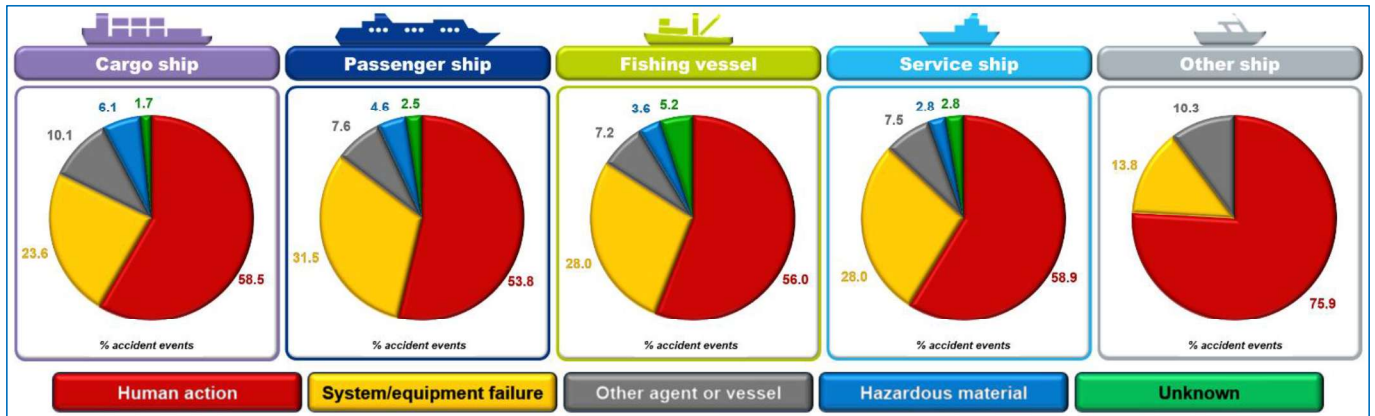 Cargo ship
Passenger ship
Fishing vessel
Service ship
Other ship
1.7
6.1
10.1
23.6
58.5
% accident events
2.5
4.6
7.6
31.5
53.8
% accident events
5.2
3.6
7.2
28.0
56.0
% accident events
2.8
2.8
7.5
28.0
58.9
% accident events
10.3
13.8
75.9
% accident events
Human action
System/equipment failure
Other agent or vessel
Hazardous material
Unknown